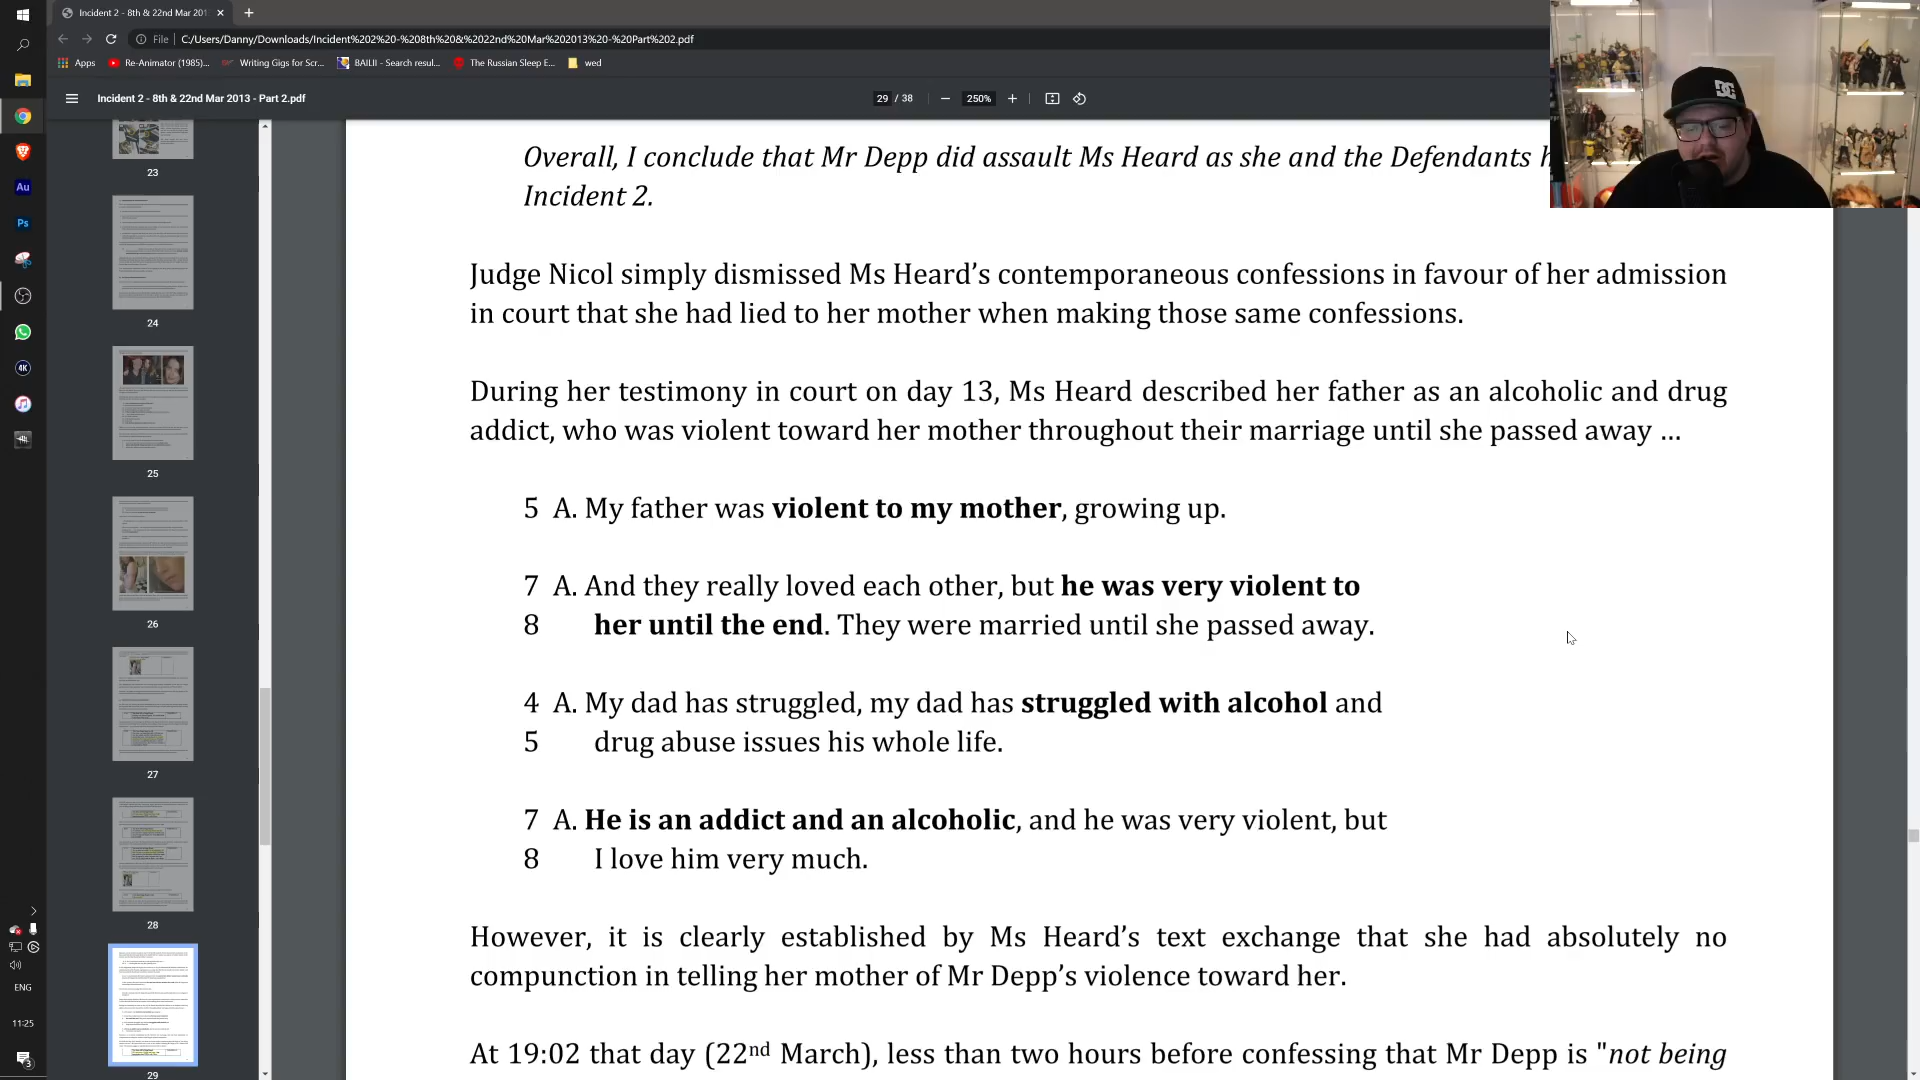 Incident 2 - 8th & 22nd Mar 201
File C:/Users/Danny/Downloads/Incident%202%20-%208th%20&%2022nd%20Mar%202013%20-%20Part%202.pdf
Apps Re-Animator (1985)... Writing Gigs for Scr... BAILII - Search resul... The Russian Sleep E... wed
Incident 2 - 8th & 22nd Mar 2013 - Part 2.pdf 29 / 38 250%
23
24
25
26
27
28
29
Overall, I conclude that Mr Depp did assault Ms Heard as she and the Defendants h
Incident 2.
Judge Nicol simply dismissed Ms Heard’s contemporaneous confessions in favour of her admission
in court that she had lied to her mother when making those same confessions.
During her testimony in court on day 13, Ms Heard described her father as an alcoholic and drug
addict, who was violent toward her mother throughout their marriage until she passed away ...
5 A. My father was violent to my mother, growing up.
7 A. And they really loved each other, but he was very violent to
8 her until the end. They were married until she passed away.
4 A. My dad has struggled, my dad has struggled with alcohol and
5 drug abuse issues his whole life.
7 A. He is an addict and an alcoholic, and he was very violent, but
8 I love him very much.
However, it is clearly established by Ms Heard’s text exchange that she had absolutely no
compunction in telling her mother of Mr Depp’s violence toward her.
At 19:02 that day (22nd March), less than two hours before confessing that Mr Depp is "not being
Au
Ps
4K
ENG
11:25
3
DC